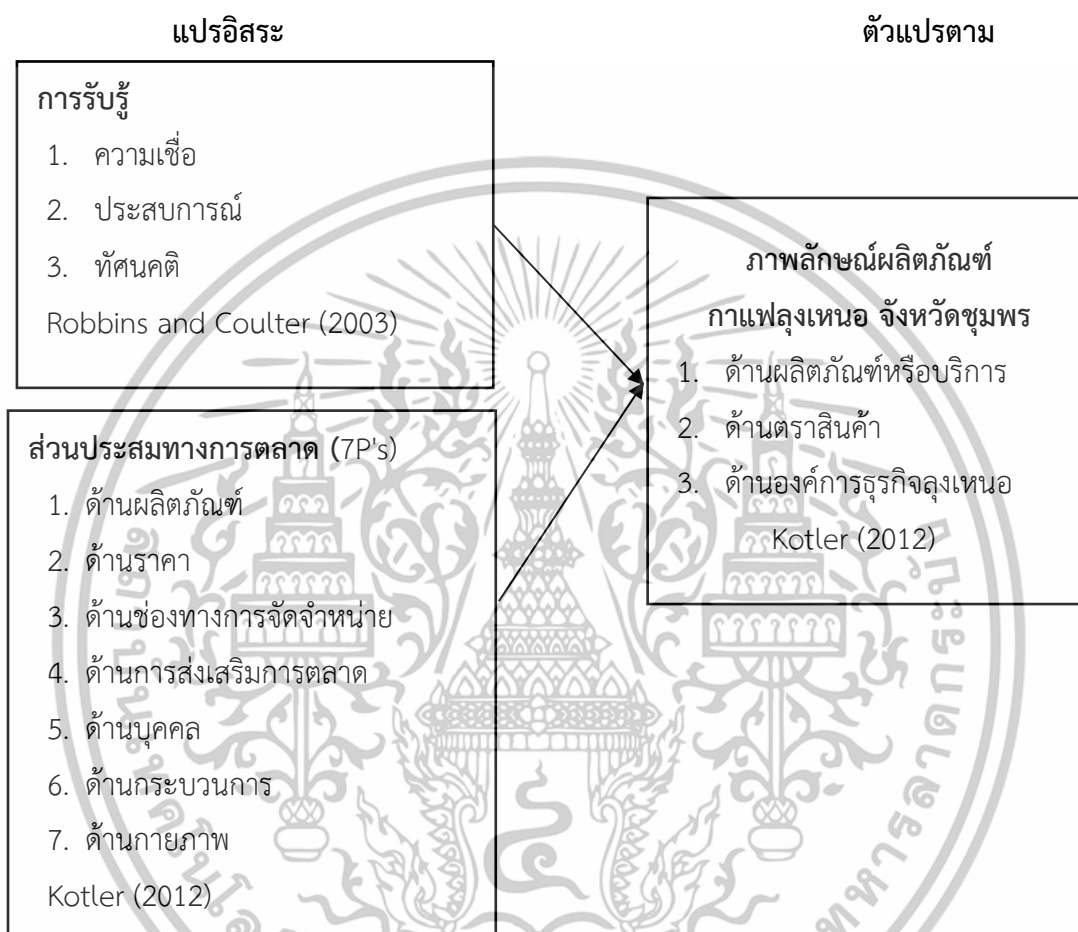 แปรอิสระ
ตัวแปรตาม
การรับรู้
1. ความเชื่อ
2. ประสบการณ์
3. ทัศนคติ
Robbins and Coulter (2003)
ส่วนประสมทางการตลาด (7P's)
1. ด้านผลิตภัณฑ์
2. ด้านราคา
3. ด้านช่องทางการจัดจำหน่าย
4. ด้านการส่งเสริมการตลาด
5. ด้านบุคคล
6. ด้านกระบวนการ
7. ด้านกายภาพ
Kotler (2012)
ภาพลักษณ์ผลิตภัณฑ์
กาแฟลุงเหนอ จังหวัดชุมพร
1. ด้านผลิตภัณฑ์หรือบริการ
2. ด้านตราสินค้า
3. ด้านองค์การธุรกิจลุงเหนอ
Kotler (2012)